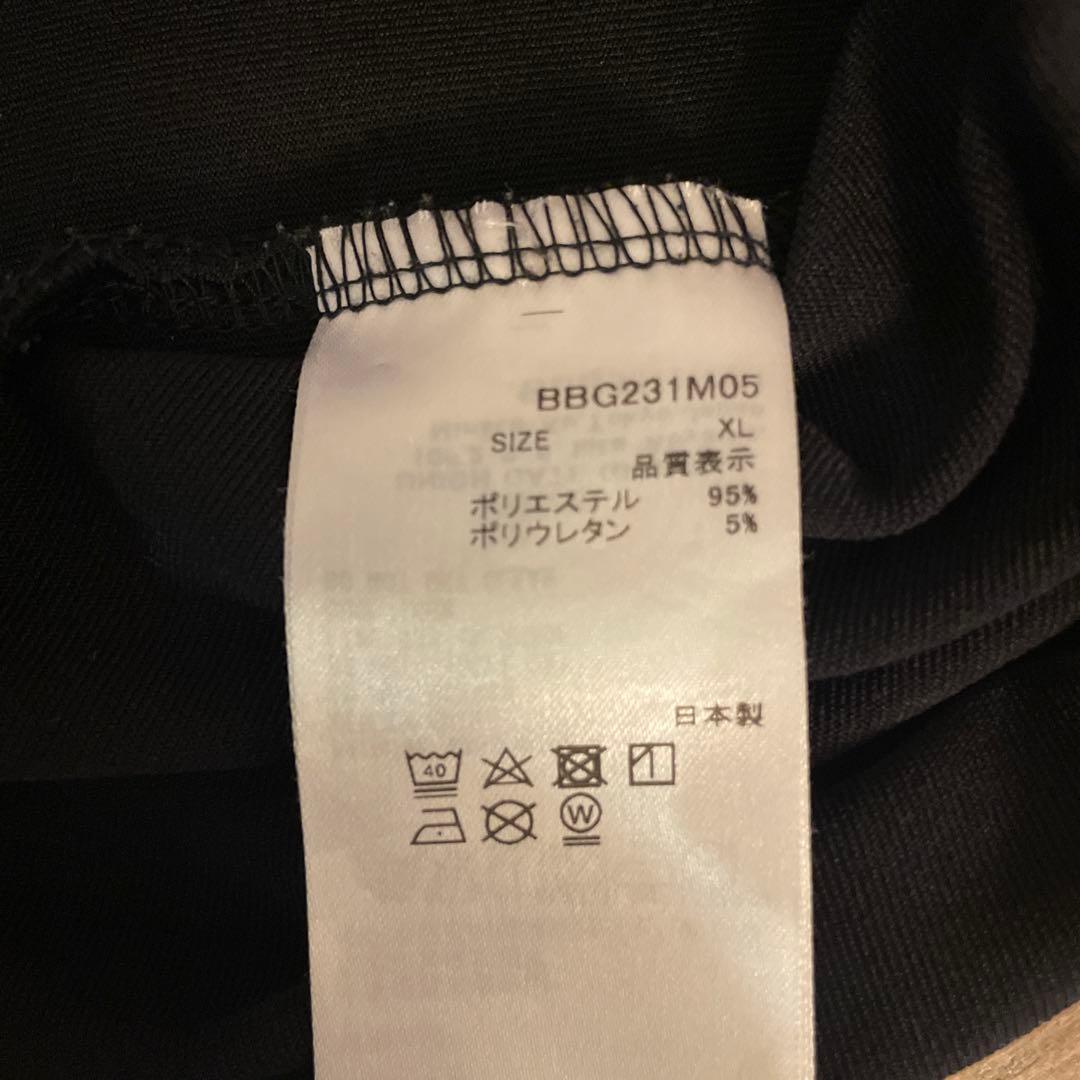 BBG231M05
SIZE XL
品質表示
ポリエステル 95%
ポリウレタン 5%
日本製
40
W